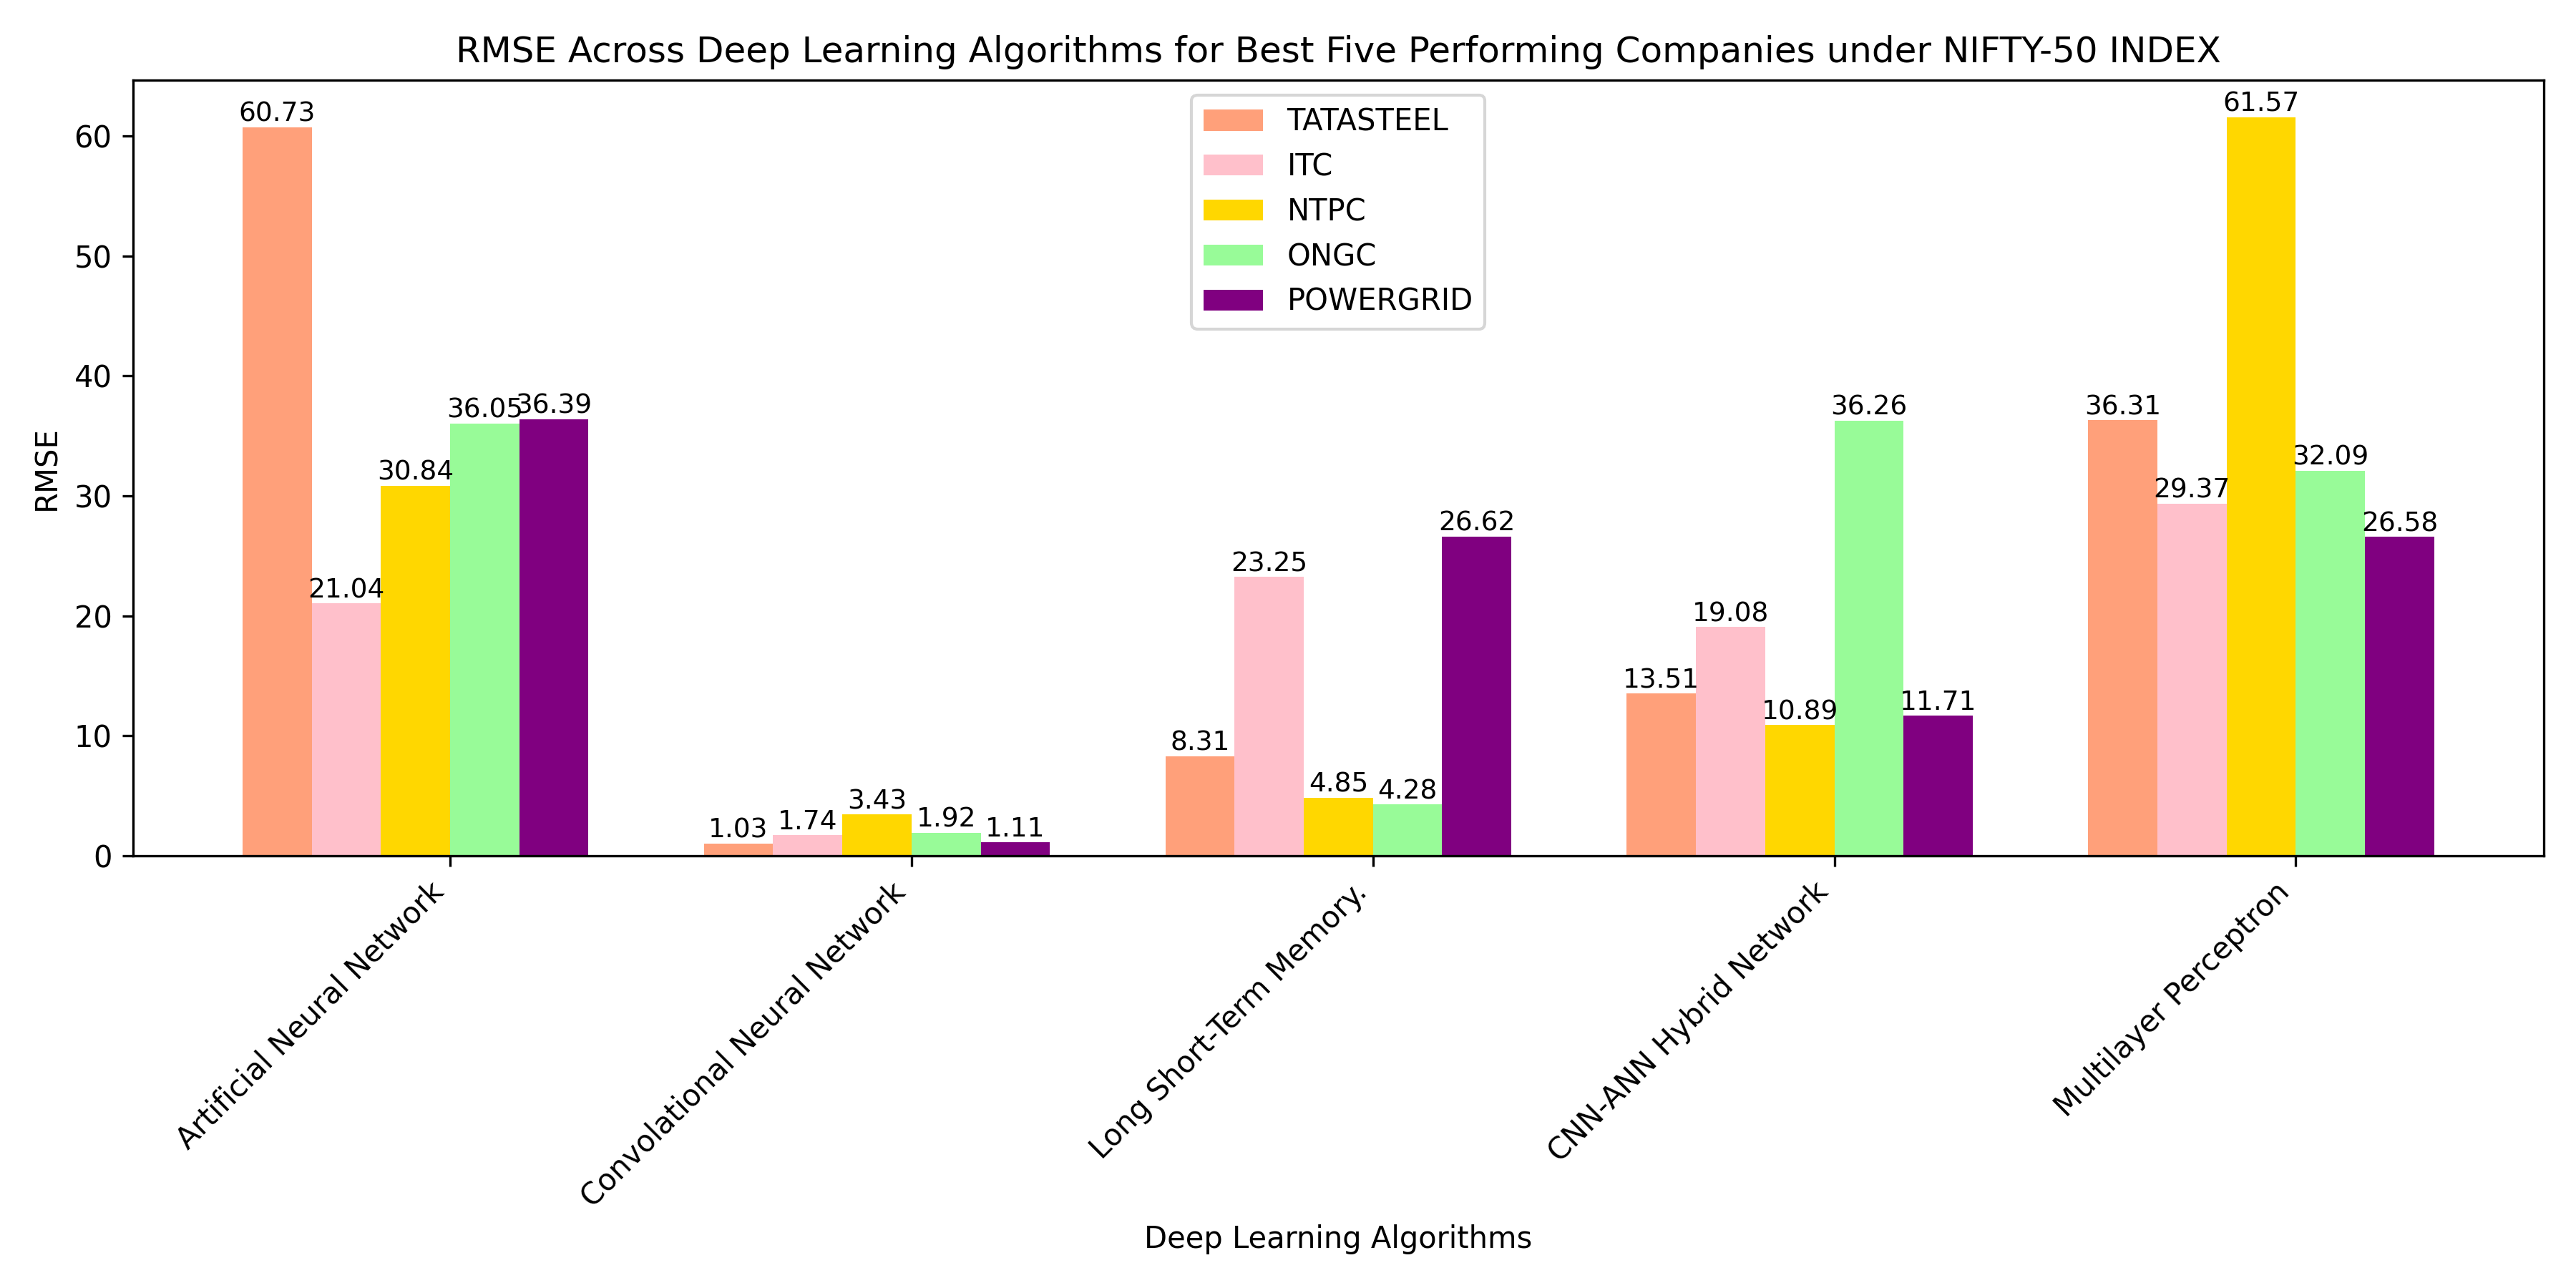 RMSE Across Deep Learning Algorithms for Best Five Performing Companies under NIFTY-50 INDEX
TATASTEEL
ITC
NTPC
ONGC
POWERGRID
RMSE
60
50
40
30
20
10
0
60.73
21.04
30.84
36.05
36.39
1.03
1.74
3.43
1.92
1.11
8.31
23.25
4.85
4.28
26.62
13.51
19.08
10.89
36.26
11.71
36.31
29.37
61.57
32.09
26.58
Artificial Neural Network
Convolational Neural Network
Long Short-Term Memory.
CNN-ANN Hybrid Network
Multilayer Perceptron
Deep Learning Algorithms